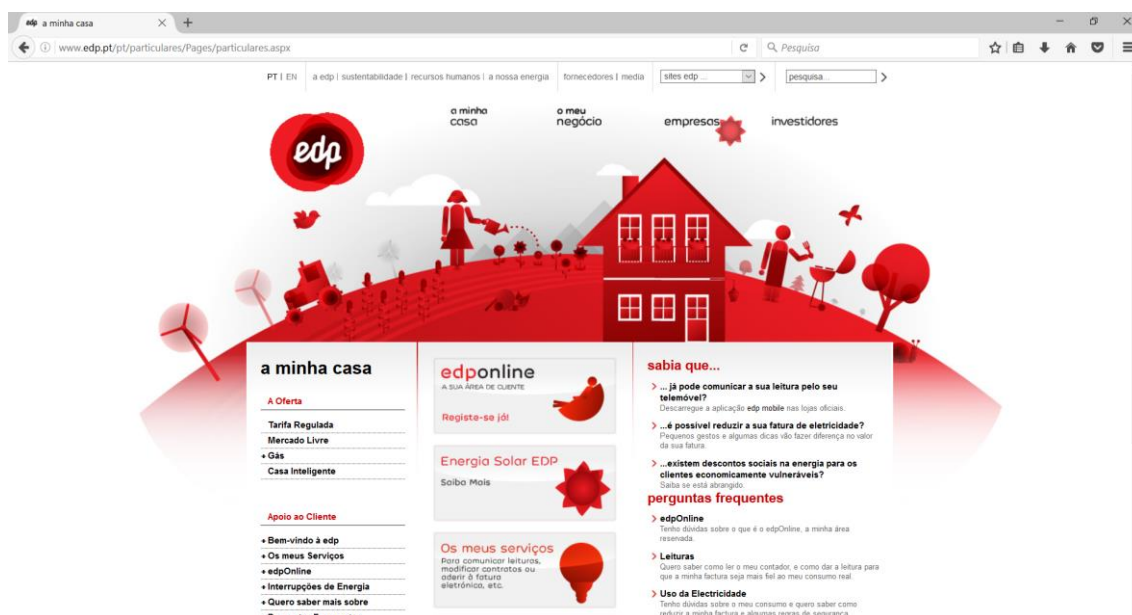 edp a minha casa
www.edp.pt/pt/particulares/Pages/particulares.aspx
Pesquisa
PT | EN
a edp | sustentabilidade | recursos humanos | a nossa energia
fornecedores | media
sites edp ...
pesquisa...
a minha
casa
o meu
negócio
empresas
investidores
edp
a minha casa
A Oferta
Tarifa Regulada
Mercado Livre
+ Gás
Casa Inteligente
Apoio ao Cliente
+ Bem-vindo à edp
+ Os meus Serviços
+ edpOnline
+ Interrupções de Energia
+ Quero saber mais sobre
edponline
A SUA ÁREA DE CLIENTE
Registe-se já!
Energia Solar EDP
Saiba Mais
Os meus serviços
Para comunicar leituras,
modificar contratos ou
aderir à fatura
eletrónica, etc.
sabia que...
... já pode comunicar a sua leitura pelo seu
telemóvel?
Descarregue a aplicação edp mobile nas lojas oficiais.
...é possivel reduzir a sua fatura de eletricidade?
Pequenos gestos e algumas dicas vão fazer diferença no valor
da sua fatura.
...existem descontos sociais na energia para os
clientes economicamente vulneráveis?
Saiba se está abrangido.
perguntas frequentes
edpOnline
Tenho dúvidas sobre o que é o edpOnline, a minha área
reservada.
Leituras
Quero saber como ler o meu contador, e como dar a leitura para
que a minha factura seja mais fiel ao meu consumo real
Uso da Electricidade
Tenho dúvidas sobre o meu consumo e quero saber como
reduzir a minha factura e algumas regras de segurança